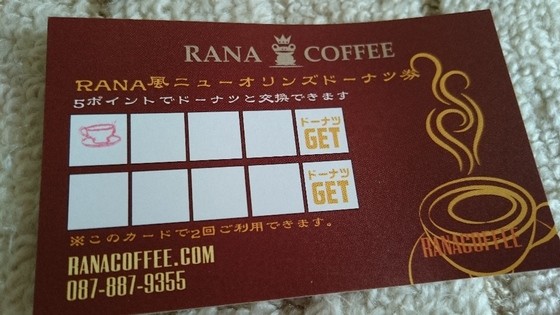 RANA COFFEE
RANA風ニューオリンズドーナツ券
5ポイントでドーナツと交換できます
ドーナツ
GET
ドーナツ
GET
※このカードで2回ご利用できます。
RANACOFFEE.COM
087-887-9355
RANACOFFEE